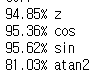 94.85% z
95.36% cos
95.62% sin
81.03% atan2